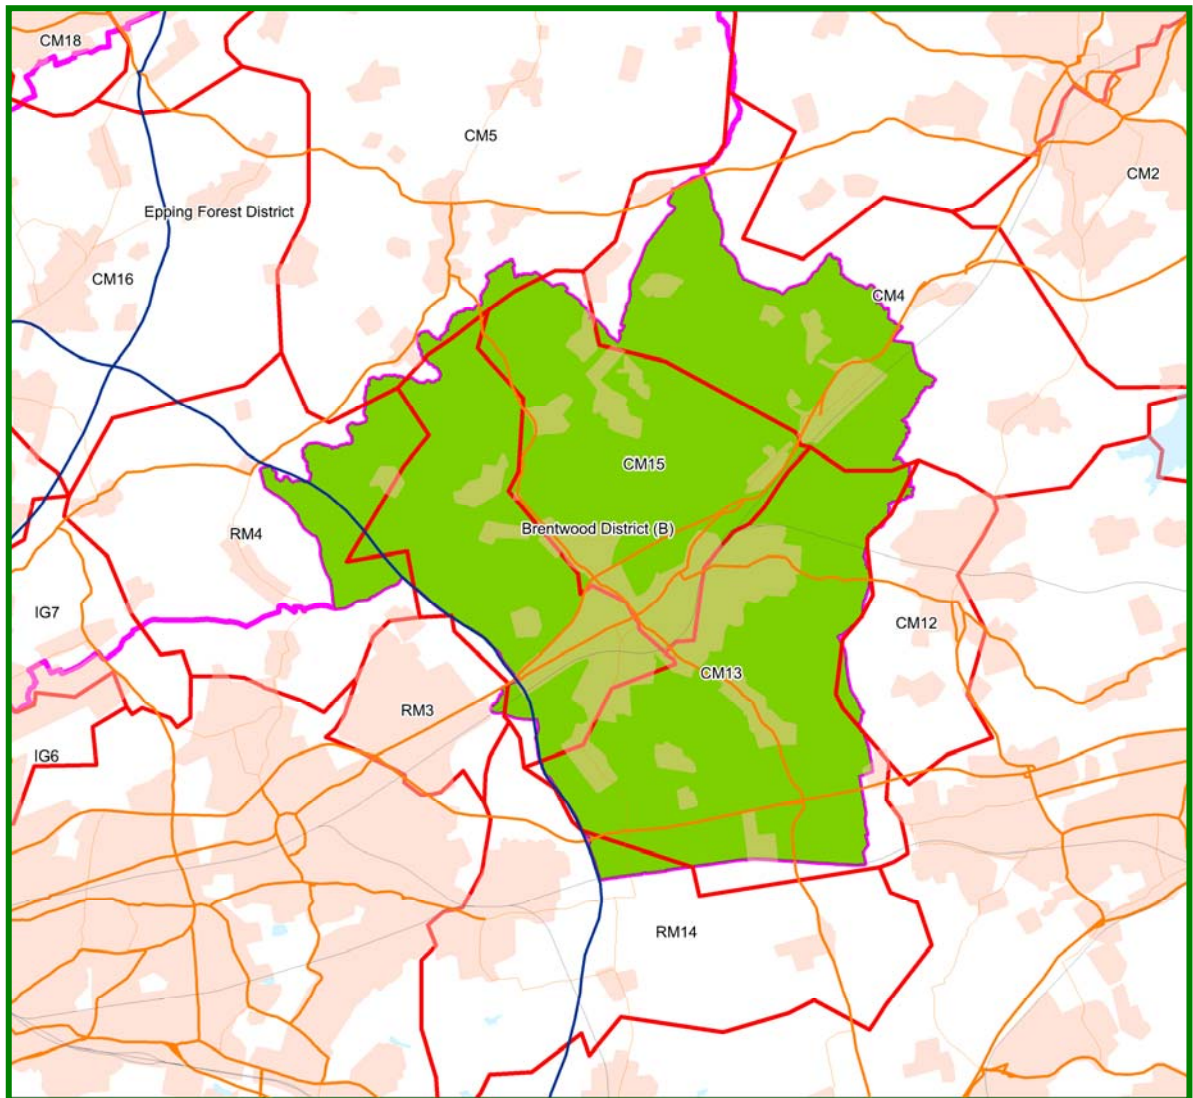 CM18
CM5
CM2
Epping Forest District
CM16
CM4
CM15
Brentwood District (B)
RM4
IG7
CM12
CM13
RM3
IG6
RM14